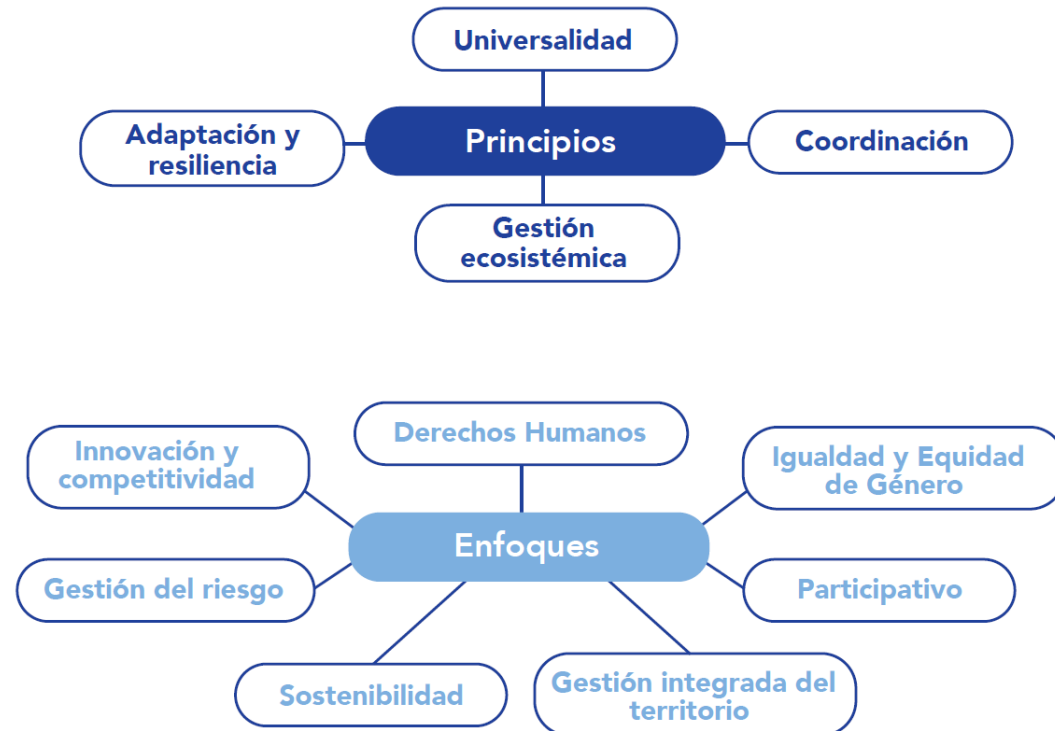 Universalidad
Adaptación y
resiliencia
Principios
Coordinación
Gestión
ecosistémica
Derechos Humanos
Innovación y
competitividad
Igualdad y Equidad
de Género
Enfoques
Gestión del riesgo
Participativo
Sostenibilidad
Gestión integrada del
territorio